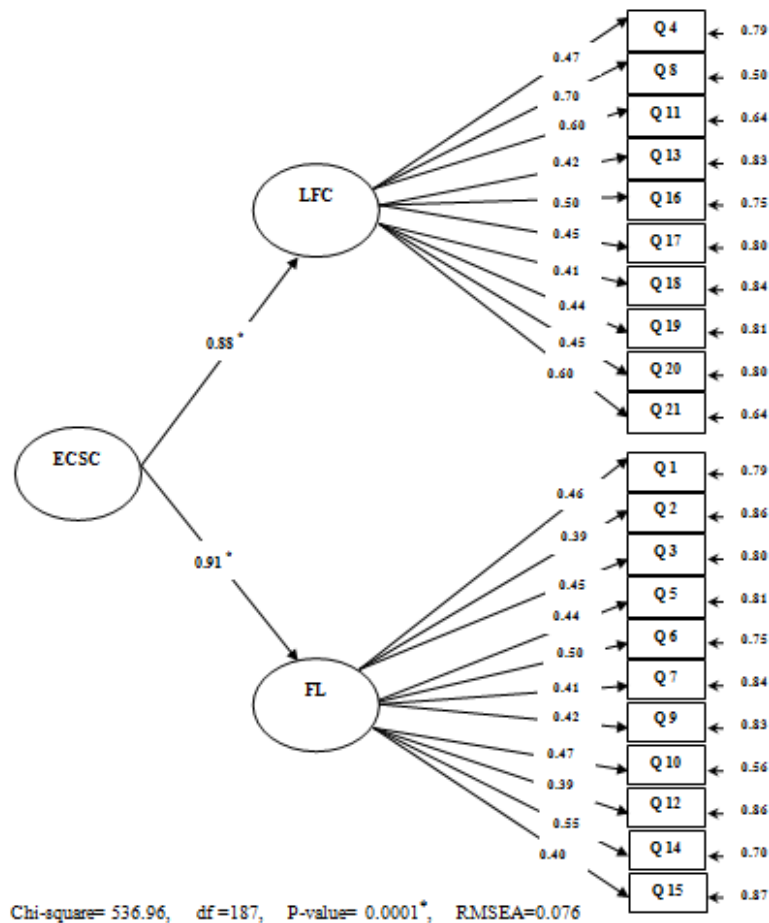 Q 4 0.79
0.47
Q 8 0.50
0.70
Q 11 0.64
0.60
Q 13 0.83
0.42
LFC
Q 16 0.75
0.50
0.45
Q 17 0.80
0.41
Q 18 0.84
0.44
Q 19 0.81
0.88 *
0.45
Q 20 0.80
0.60
Q 21 0.64
ECSC
Q 1 0.79
0.46
Q 2 0.86
0.39
Q 3 0.80
0.91 *
0.45
Q 5 0.81
0.44
Q 6 0.75
0.50
Q 7 0.84
FL
0.41
0.42
Q 9 0.83
0.47
Q 10 0.56
0.39
Q 12 0.86
0.55
Q 14 0.70
0.40
Q 15 0.87
Chi-square= 536.96, df =187, P-value= 0.0001*, RMSEA=0.076